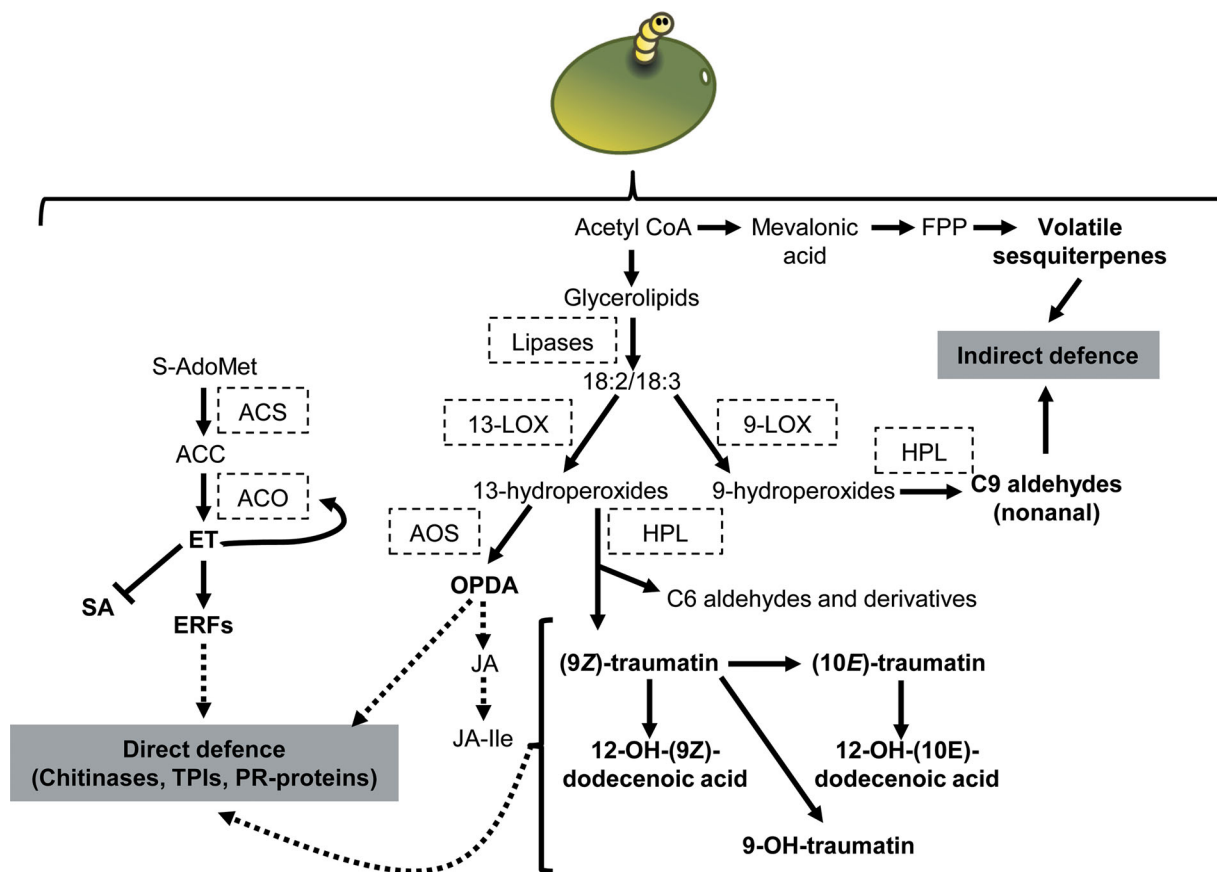 Acetyl CoA
Mevalonic
acid
FPP
Volatile
sesquiterpenes
Glycerolipids
Lipases
Indirect defence
S-AdoMet
18:2/18:3
ACS
13-LOX
9-LOX
ACC
HPL
ACO
13-hydroperoxides
9-hydroperoxides
C9 aldehydes
(nonanal)
AOS
HPL
ET
OPDA
C6 aldehydes and derivatives
SA
ERFs
JA
(9Z)-traumatin
(10E)-traumatin
JA-Ile
Direct defence
(Chitinases, TPIs, PR-proteins)
12-OH-(9Z)-
dodecenoic acid
12-OH-(10E)-
dodecenoic acid
9-OH-traumatin